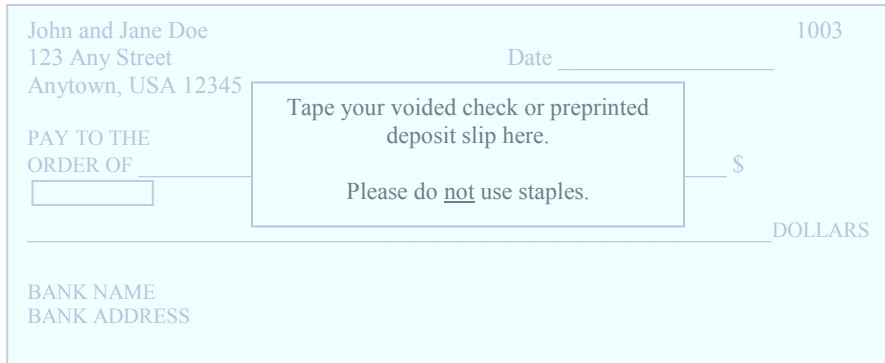 John and Jane Doe 1003
123 Any Street Date
Anytown, USA 12345
Tape your voided check or preprinted
deposit slip here.
Please do not use staples.
PAY TO THE
ORDER OF $
DOLLARS
BANK NAME
BANK ADDRESS